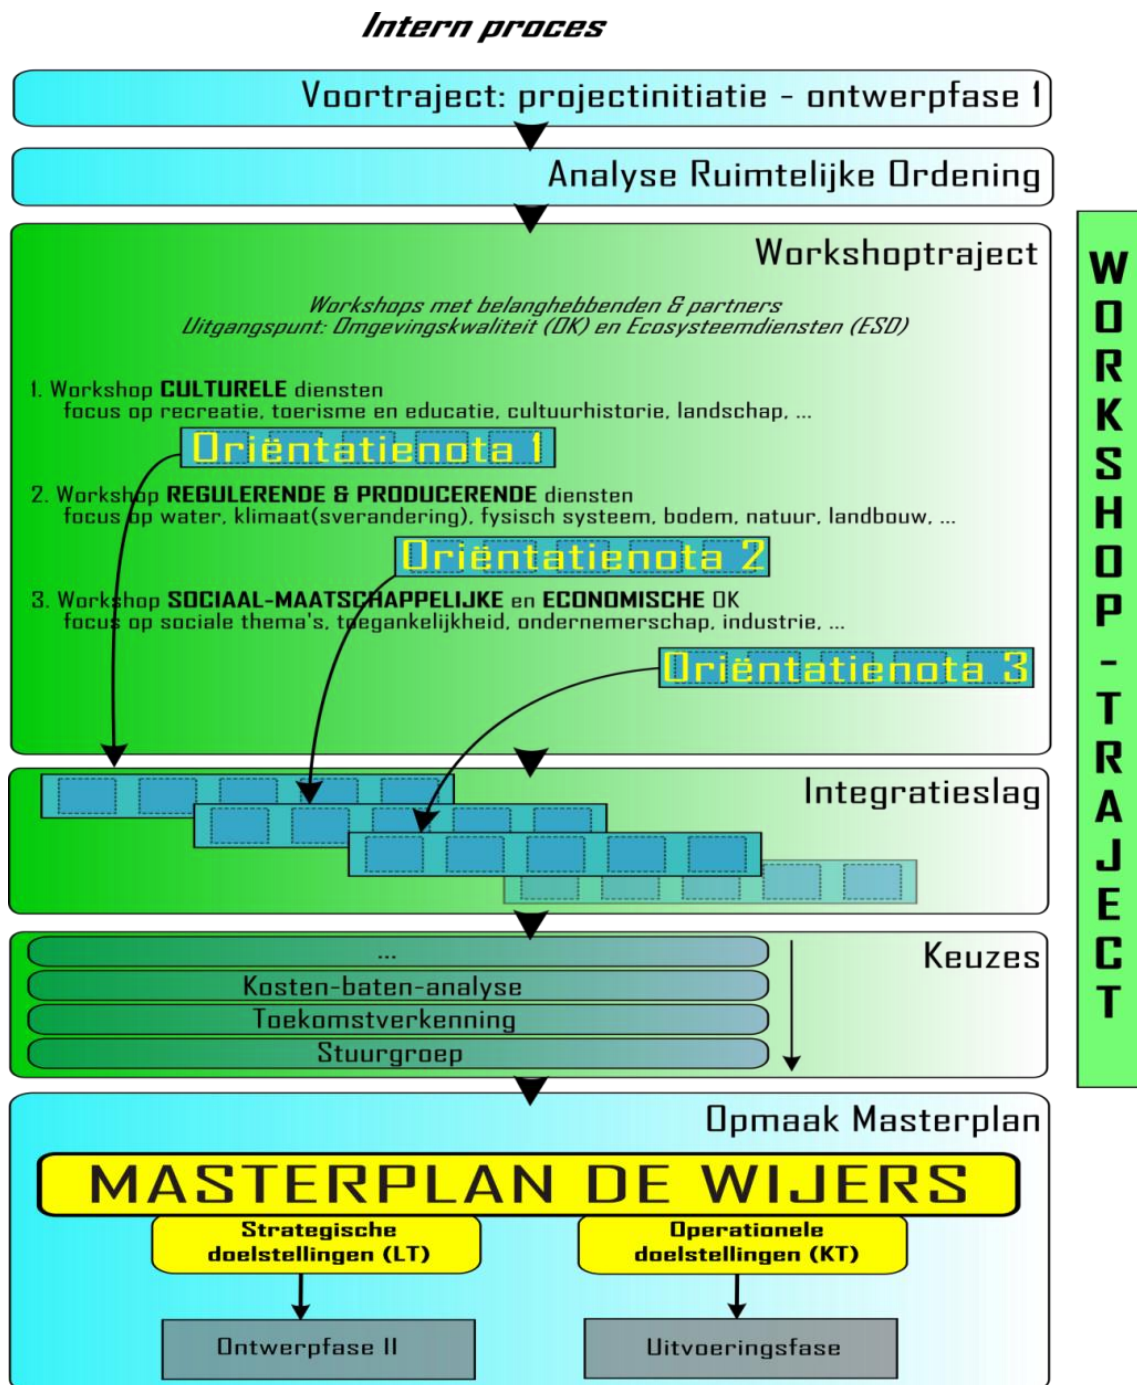 Intern proces
Voortraject: projectinitiatie - ontwerpfase 1
Analyse Ruimtelijke Ordening
Workshoptraject
Workshops met belanghebbenden & partners
Uitgangspunt: Omgevingskwaliteit (OK) en Ecosysteemdiensten (ESD)
1. Workshop CULTURELE diensten
focus op recreatie, toerisme en educatie, cultuurhistorie, landschap, ...
Oriëntatienota 1
2. Workshop REGULERENDE & PRODUCERENDE diensten
focus op water, klimaat(sverandering), fysisch systeem, bodem, natuur, landbouw, ...
Oriëntatienota 2
3. Workshop SOCIAAL-MAATSCHAPPELIJKE en ECONOMISCHE OK
focus op sociale thema's, toegankelijkheid, ondernemerschap, industrie, ...
Oriëntatienota 3
Integratieslag
Keuzes
...
Kosten-baten-analyse
Toekomstverkenning
Stuurgroep
Opmaak Masterplan
MASTERPLAN DE WIJERS
Strategische
doelstellingen (LT)
Operationele
doelstellingen (KT)
Ontwerpfase II
Uitvoeringsfase
WORKSHOP-TRAJECT